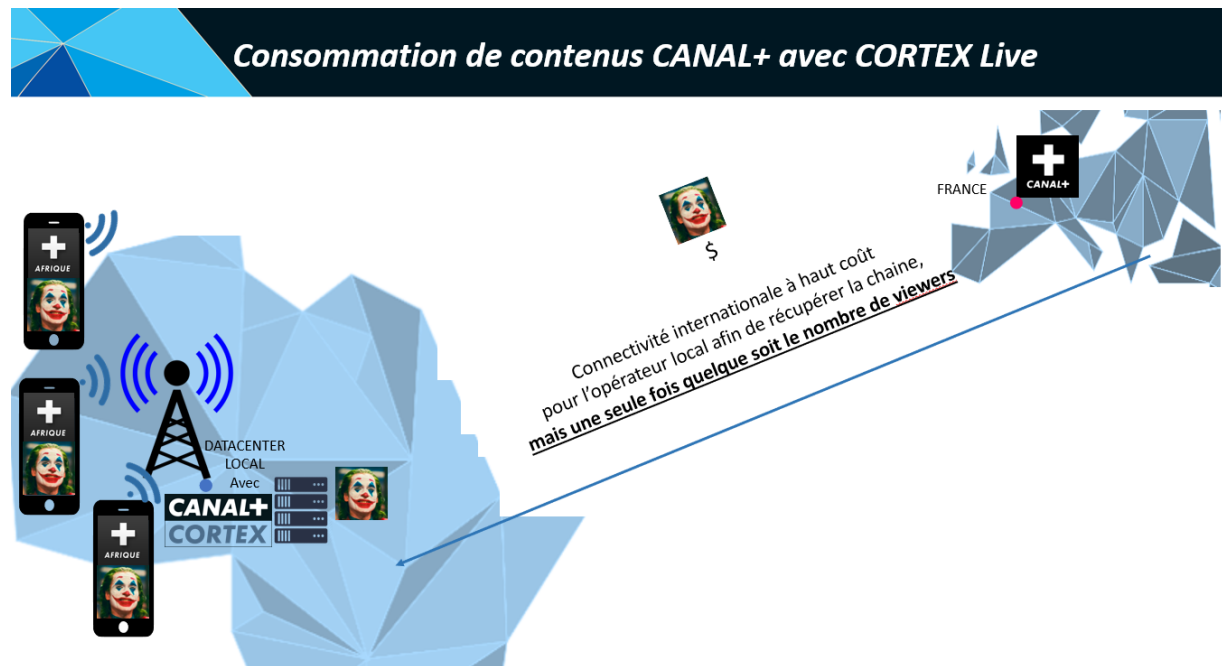 Consommation de contenus CANAL+ avec CORTEX Live
FRANCE
CANAL+
$
Connectivité internationale à haut coût
pour l'opérateur local afin de récupérer la chaine,
mais une seule fois quelque soit le nombre de viewers
AFRIQUE
AFRIQUE
AFRIQUE
DATACENTER
LOCAL
Avec
CANAL+
CORTEX